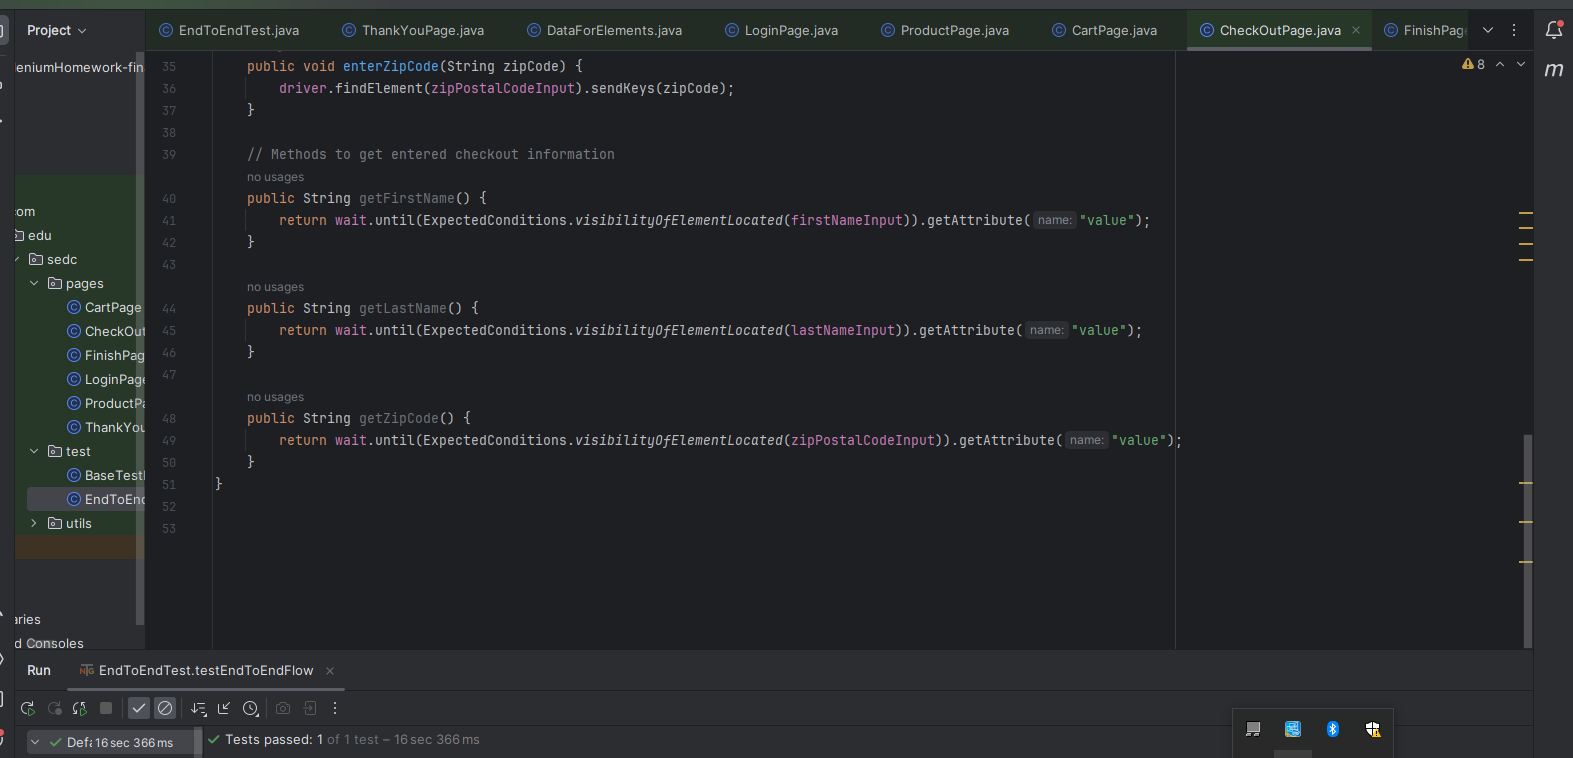 Project
EndToEndTest.java
ThankYouPage.java
DataForElements.java
LoginPage.java
ProductPage.java
CartPage.java
CheckOutPage.java
FinishPag
eniumHomework-fin
com
edu
sedc
pages
CartPage
CheckOut
FinishPag
LoginPage
ProductPa
ThankYou
test
BaseTest
EndToEnd
utils
aries
d Consoles
8
m
35 public void enterZipCode(String zipCode) {
36 driver.findElement(zipPostalCodeInput).sendKeys(zipCode);
37 }
38
39 // Methods to get entered checkout information
no usages
40 public String getFirstName() {
41 return wait.until(ExpectedConditions.visibilityOfElementLocated(firstNameInput)).getAttribute( name: "value");
42 }
43
no usages
44 public String getLastName() {
45 return wait.until(ExpectedConditions.visibilityOfElementLocated(lastNameInput)).getAttribute( name: "value");
46 }
47
no usages
48 public String getZipCode() {
49 return wait.until(ExpectedConditions.visibilityOfElementLocated(zipPostalCodeInput)).getAttribute( name: "value");
50 }
51 }
52
53
Run
EndToEndTest.testEndToEndFlow
Defa 16 sec 366 ms
Tests passed: 1 of 1 test – 16 sec 366 ms